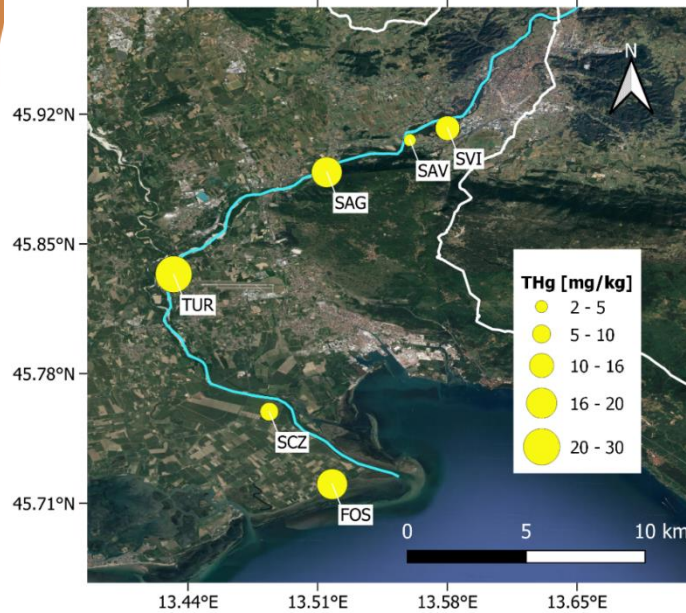 N
45.92°N
45.85°N
45.78°N
45.71°N
SVI
SAV
SAG
TUR
SCZ
FOS
THg [mg/kg]
2 - 5
5 - 10
10 - 16
16 - 20
20 - 30
0 5 10 km
13.44°E 13.51°E 13.58°E 13.65°E